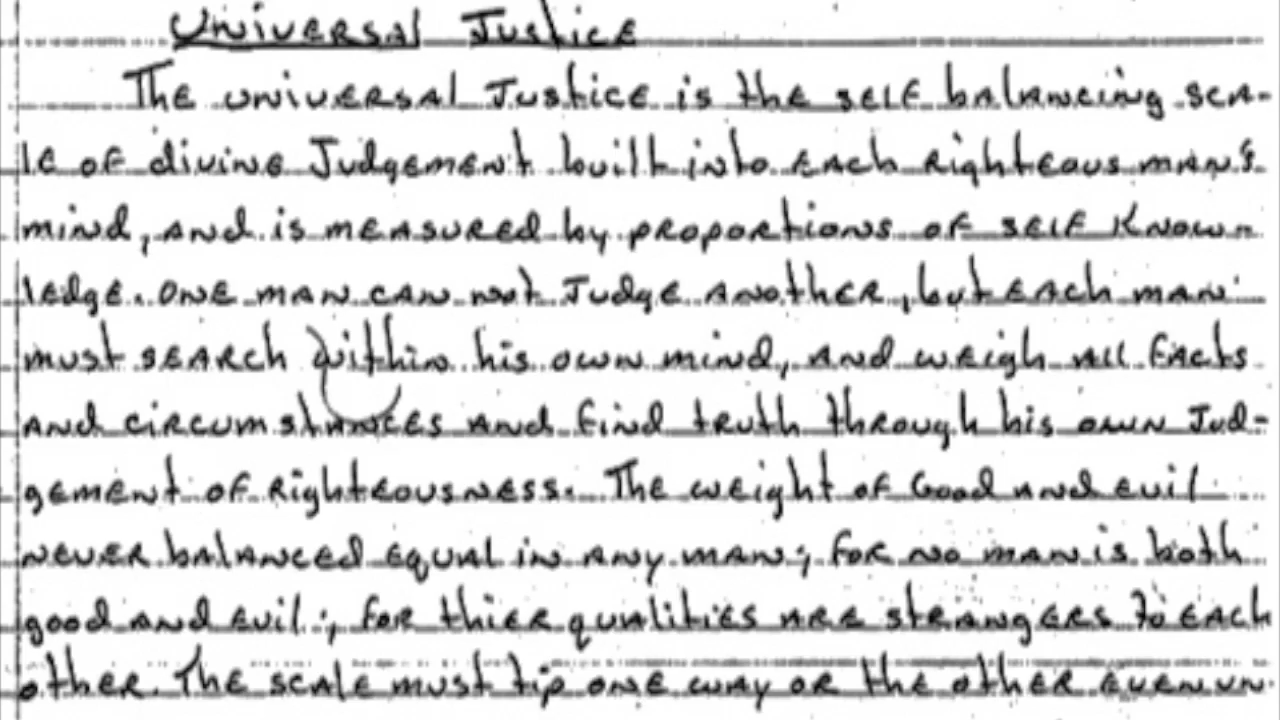 Universal Justice
The universal Justice is the self balancing sca-
le of divine Judgement built into each righteous man's
mind, and is measured by proportions of self Know-
ledge. One man can not Judge another, but each man
must search within his own mind, and weigh all facts
and circumstances and find truth through his own Jud-
gement of Righteousness. The weight of Good and evil
never balanced equal in any man; for no man is both
good and evil; for thier qualities are strangers to each
other. The scale must tip one way or the other even un-